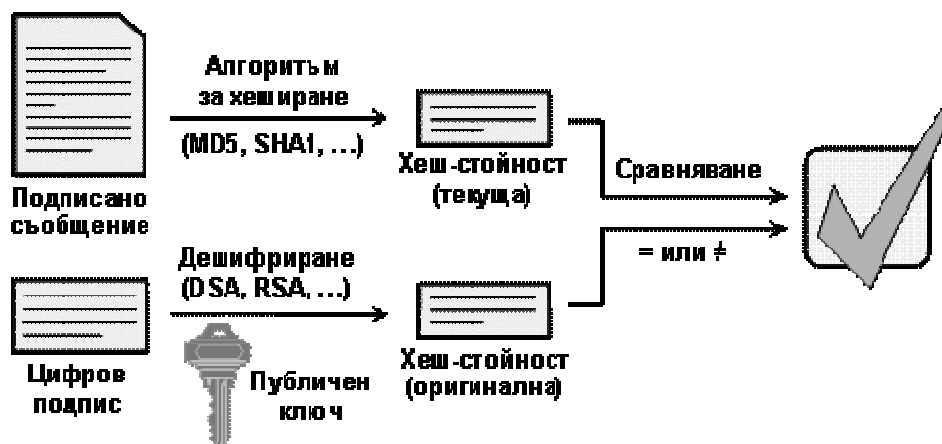 Алгоритъм
за хеширане
(MD5, SHA1, ...)
Подписано
съобщение
Хеш-стойност
(текуща)
Сравняване
= или ≠
Дешифриране
(DSA, RSA, ...)
Цифров
подпис
Публичен
ключ
Хеш-стойност
(оригинална)